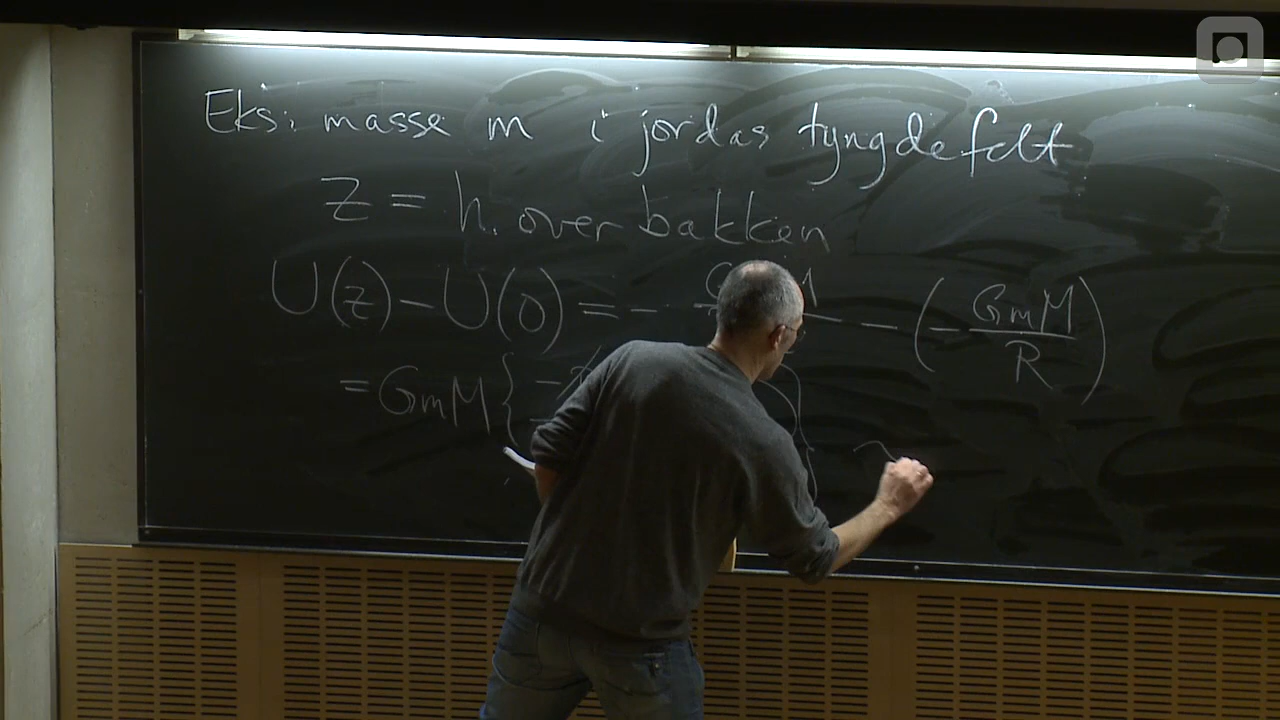 Eks: masse m i jordas tyngdefelt
z = h. over bakken
U(z) - U(0) = - - (- GmM/R)
= GmM{ -